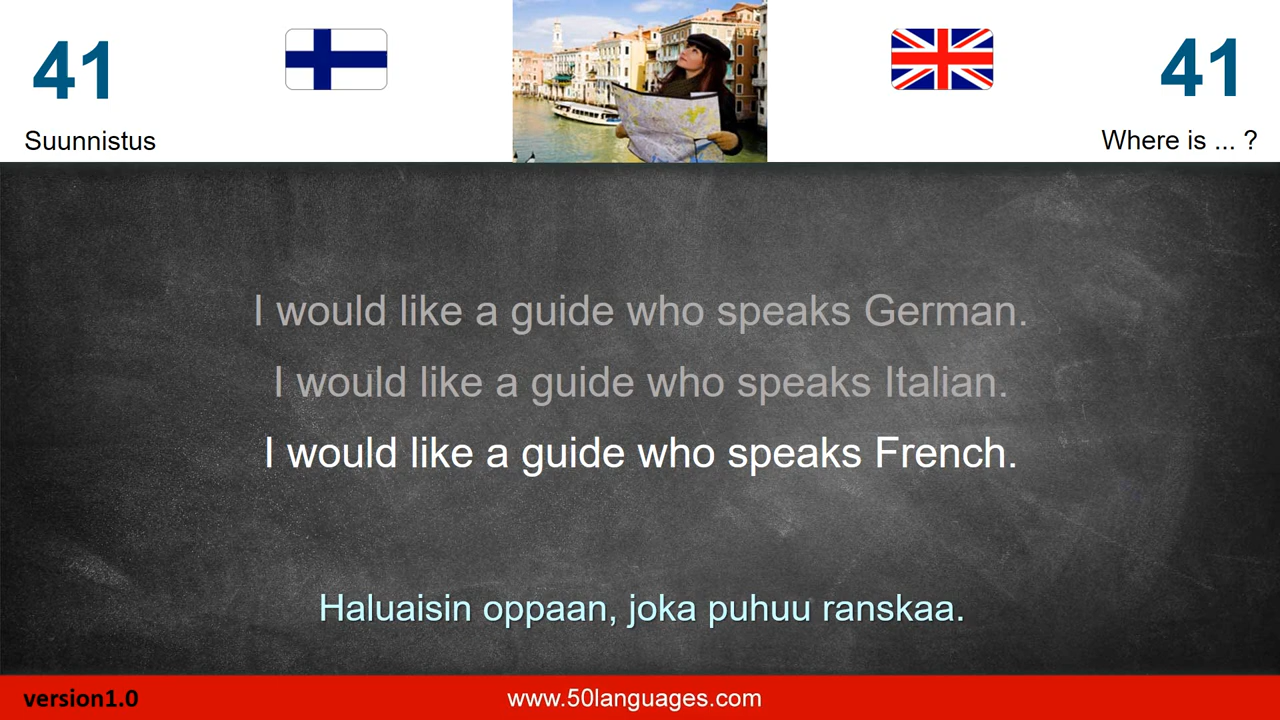 41
41
Suunnistus
Where is ... ?
I would like a guide who speaks German.
I would like a guide who speaks Italian.
I would like a guide who speaks French.
Haluaisin oppaan, joka puhuu ranskaa.
version1.0
www.50languages.com